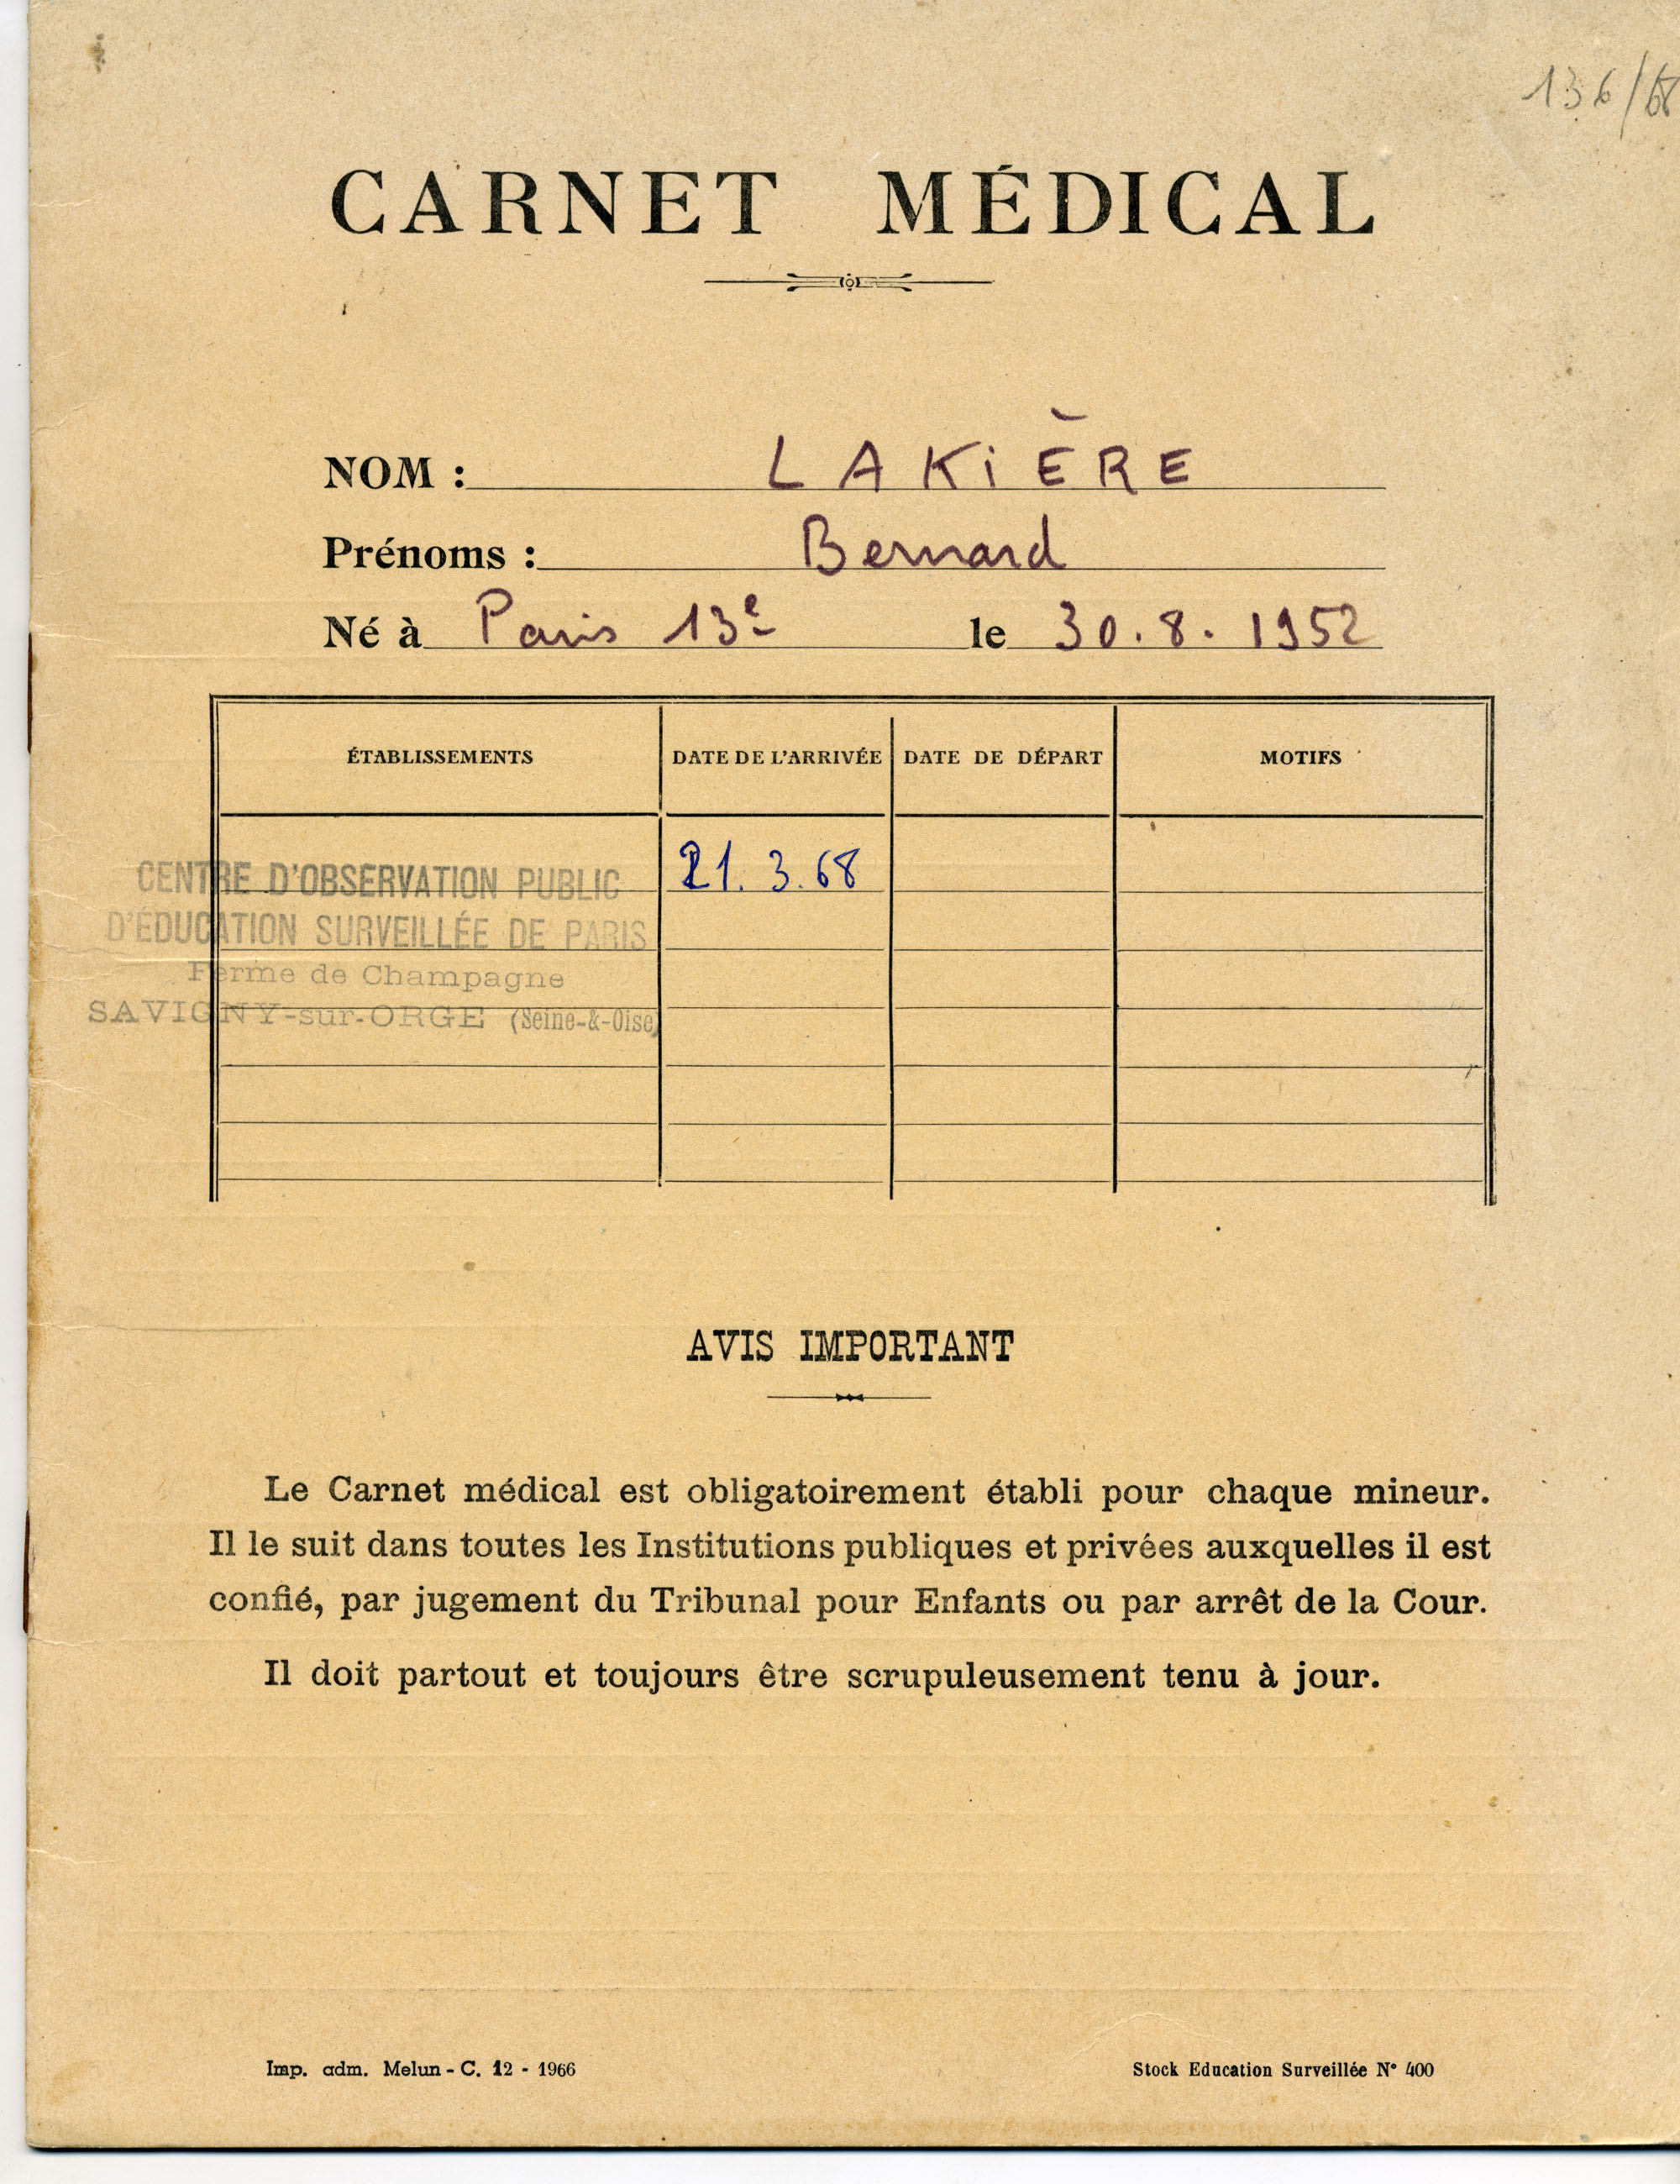 136/68
CARNET MÉDICAL
NOM : LAKiÈRE
Prénoms : Bernard
Né à Paris 13e le 30.8.1952
ÉTABLISSEMENTS DATE DE L'ARRIVÉE DATE DE DÉPART MOTIFS
CENTRE D'OBSERVATION PUBLIC 21.3.68
D'ÉDUCATION SURVEILLÉE DE PARIS
Ferme de Champagne
SAVIGNY-sur-ORGE (Seine-&-Oise)
AVIS IMPORTANT
Le Carnet médical est obligatoirement établi pour chaque mineur.
Il le suit dans toutes les Institutions publiques et privées auxquelles il est
confié, par jugement du Tribunal pour Enfants ou par arrêt de la Cour.
Il doit partout et toujours être scrupuleusement tenu à jour.
Imp. adm. Melun - C. 12 - 1966 Stock Education Surveillée N° 400